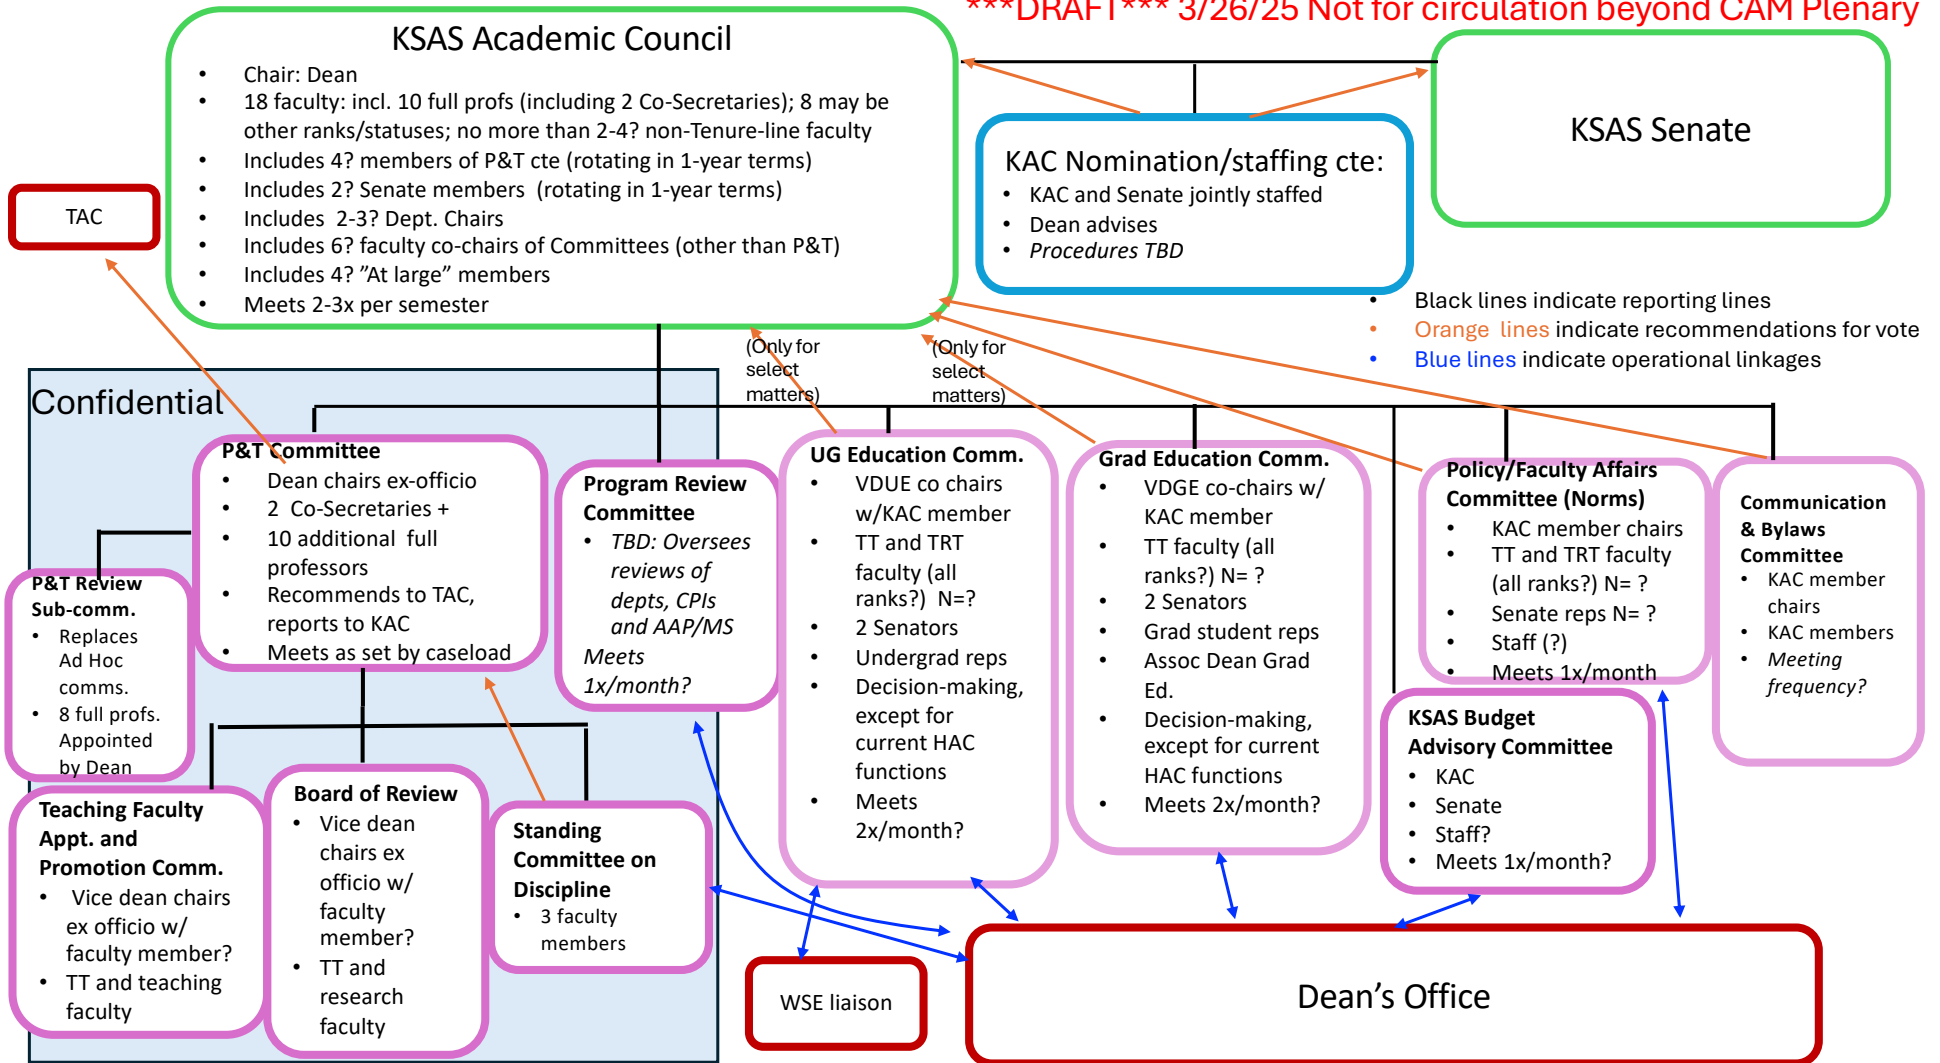 ***DRAFT*** 3/26/25 Not for circulation beyond CAM Plenary
KSAS Academic Council
• Chair: Dean
• 18 faculty: incl. 10 full profs (including 2 Co-Secretaries); 8 may be
other ranks/statuses; no more than 2-4? non-Tenure-line faculty
• Includes 4? members of P&T cte (rotating in 1-year terms)
• Includes 2? Senate members (rotating in 1-year terms)
• Includes 2-3? Dept. Chairs
• Includes 6? faculty co-chairs of Committees (other than P&T)
• Includes 4? ”At large” members
• Meets 2-3x per semester
KAC Nomination/staffing cte:
• KAC and Senate jointly staffed
• Dean advises
• Procedures TBD
KSAS Senate
TAC
• Black lines indicate reporting lines
• Orange lines indicate recommendations for vote
• Blue lines indicate operational linkages
(Only for
select
matters)
(Only for
select
matters)
Confidential
P&T Committee
• Dean chairs ex-officio
• 2 Co-Secretaries +
• 10 additional full
professors
• Recommends to TAC,
reports to KAC
• Meets as set by caseload
P&T Review
Sub-comm.
• Replaces
Ad Hoc
comms.
• 8 full profs.
Appointed
by Dean
Program Review
Committee
• TBD: Oversees
reviews of
depts, CPIs
and AAP/MS
Meets
1x/month?
UG Education Comm.
• VDUE co chairs
w/KAC member
• TT and TRT
faculty (all
ranks?) N=?
• 2 Senators
• Undergrad reps
• Decision-making,
except for
current HAC
functions
• Meets
2x/month?
Grad Education Comm.
• VDGE co-chairs w/
KAC member
• TT faculty (all
ranks?) N= ?
• 2 Senators
• Grad student reps
• Assoc Dean Grad
Ed.
• Decision-making,
except for current
HAC functions
• Meets 2x/month?
Policy/Faculty Affairs
Committee (Norms)
• KAC member chairs
• TT and TRT faculty
(all ranks?) N= ?
• Senate reps N= ?
• Staff (?)
• Meets 1x/month
Communication
& Bylaws
Committee
• KAC member
chairs
• KAC members
• Meeting
frequency?
KSAS Budget
Advisory Committee
• KAC
• Senate
• Staff?
• Meets 1x/month?
Teaching Faculty
Appt. and
Promotion Comm.
• Vice dean chairs
ex officio w/
faculty member?
• TT and teaching
faculty
Board of Review
• Vice dean
chairs ex
officio w/
faculty
member?
• TT and
research
faculty
Standing
Committee on
Discipline
• 3 faculty
members
WSE liaison
Dean’s Office